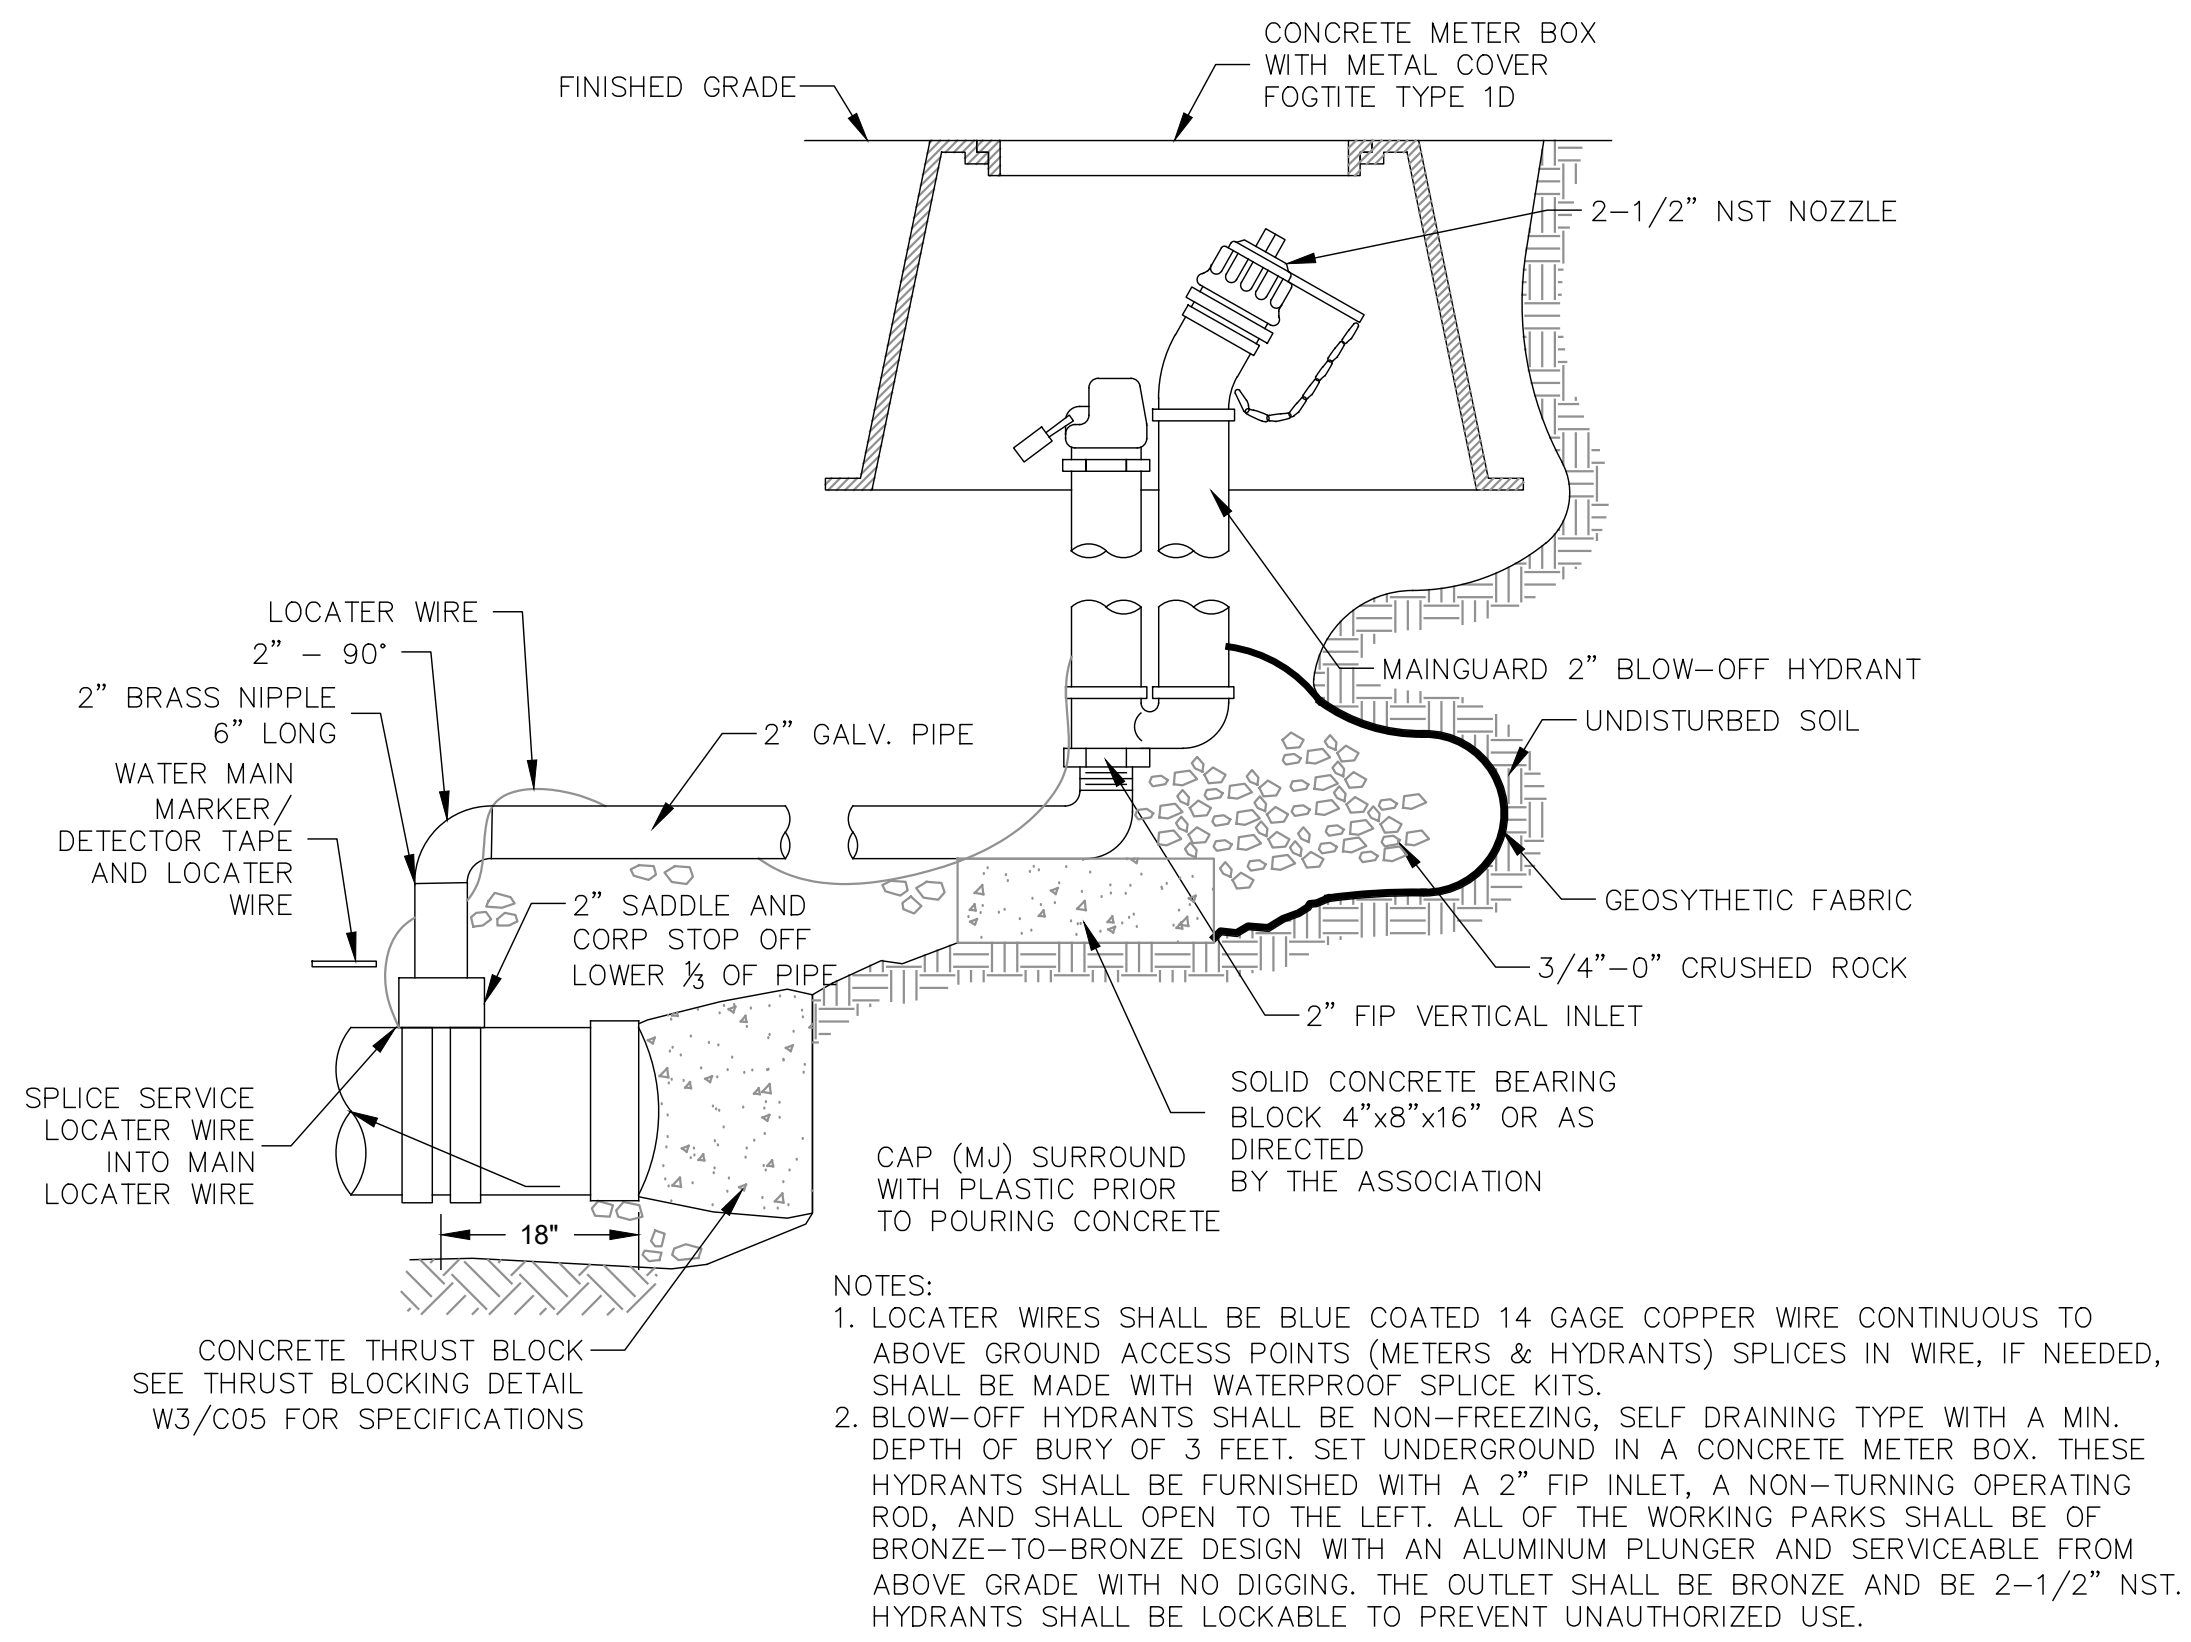 CONCRETE METER BOX
WITH METAL COVER
FOGTITE TYPE 1D
FINISHED GRADE
2-1/2" NST NOZZLE
LOCATER WIRE
2" - 90°
2" BRASS NIPPLE
6" LONG
2" GALV. PIPE
MAINGUARD 2" BLOW-OFF HYDRANT
UNDISTURBED SOIL
WATER MAIN
MARKER/
DETECTOR TAPE
AND LOCATER
WIRE
2" SADDLE AND
CORP STOP OFF
LOWER ⅓ OF PIPE
GEOSYTHETIC FABRIC
3/4"-0" CRUSHED ROCK
2" FIP VERTICAL INLET
SPLICE SERVICE
LOCATER WIRE
INTO MAIN
LOCATER WIRE
SOLID CONCRETE BEARING
BLOCK 4"x8"x16" OR AS
DIRECTED
BY THE ASSOCIATION
CAP (MJ) SURROUND
WITH PLASTIC PRIOR
TO POURING CONCRETE
18"
CONCRETE THRUST BLOCK
SEE THRUST BLOCKING DETAIL
W3/C05 FOR SPECIFICATIONS
NOTES:
1. LOCATER WIRES SHALL BE BLUE COATED 14 GAGE COPPER WIRE CONTINUOUS TO
ABOVE GROUND ACCESS POINTS (METERS & HYDRANTS) SPLICES IN WIRE, IF NEEDED,
SHALL BE MADE WITH WATERPROOF SPLICE KITS.
2. BLOW-OFF HYDRANTS SHALL BE NON-FREEZING, SELF DRAINING TYPE WITH A MIN.
DEPTH OF BURY OF 3 FEET. SET UNDERGROUND IN A CONCRETE METER BOX. THESE
HYDRANTS SHALL BE FURNISHED WITH A 2" FIP INLET, A NON-TURNING OPERATING
ROD, AND SHALL OPEN TO THE LEFT. ALL OF THE WORKING PARKS SHALL BE OF
BRONZE-TO-BRONZE DESIGN WITH AN ALUMINUM PLUNGER AND SERVICEABLE FROM
ABOVE GRADE WITH NO DIGGING. THE OUTLET SHALL BE BRONZE AND BE 2-1/2" NST.
HYDRANTS SHALL BE LOCKABLE TO PREVENT UNAUTHORIZED USE.